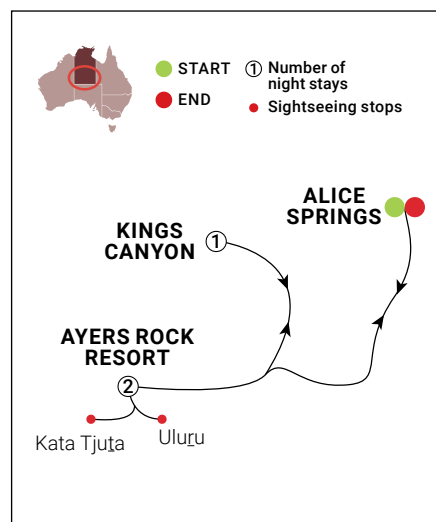 START
END
① Number of
night stays
Sightseeing stops
ALICE
SPRINGS
KINGS
CANYON
①
AYERS ROCK
RESORT
②
Kata Tjuṯa
Uluṟu